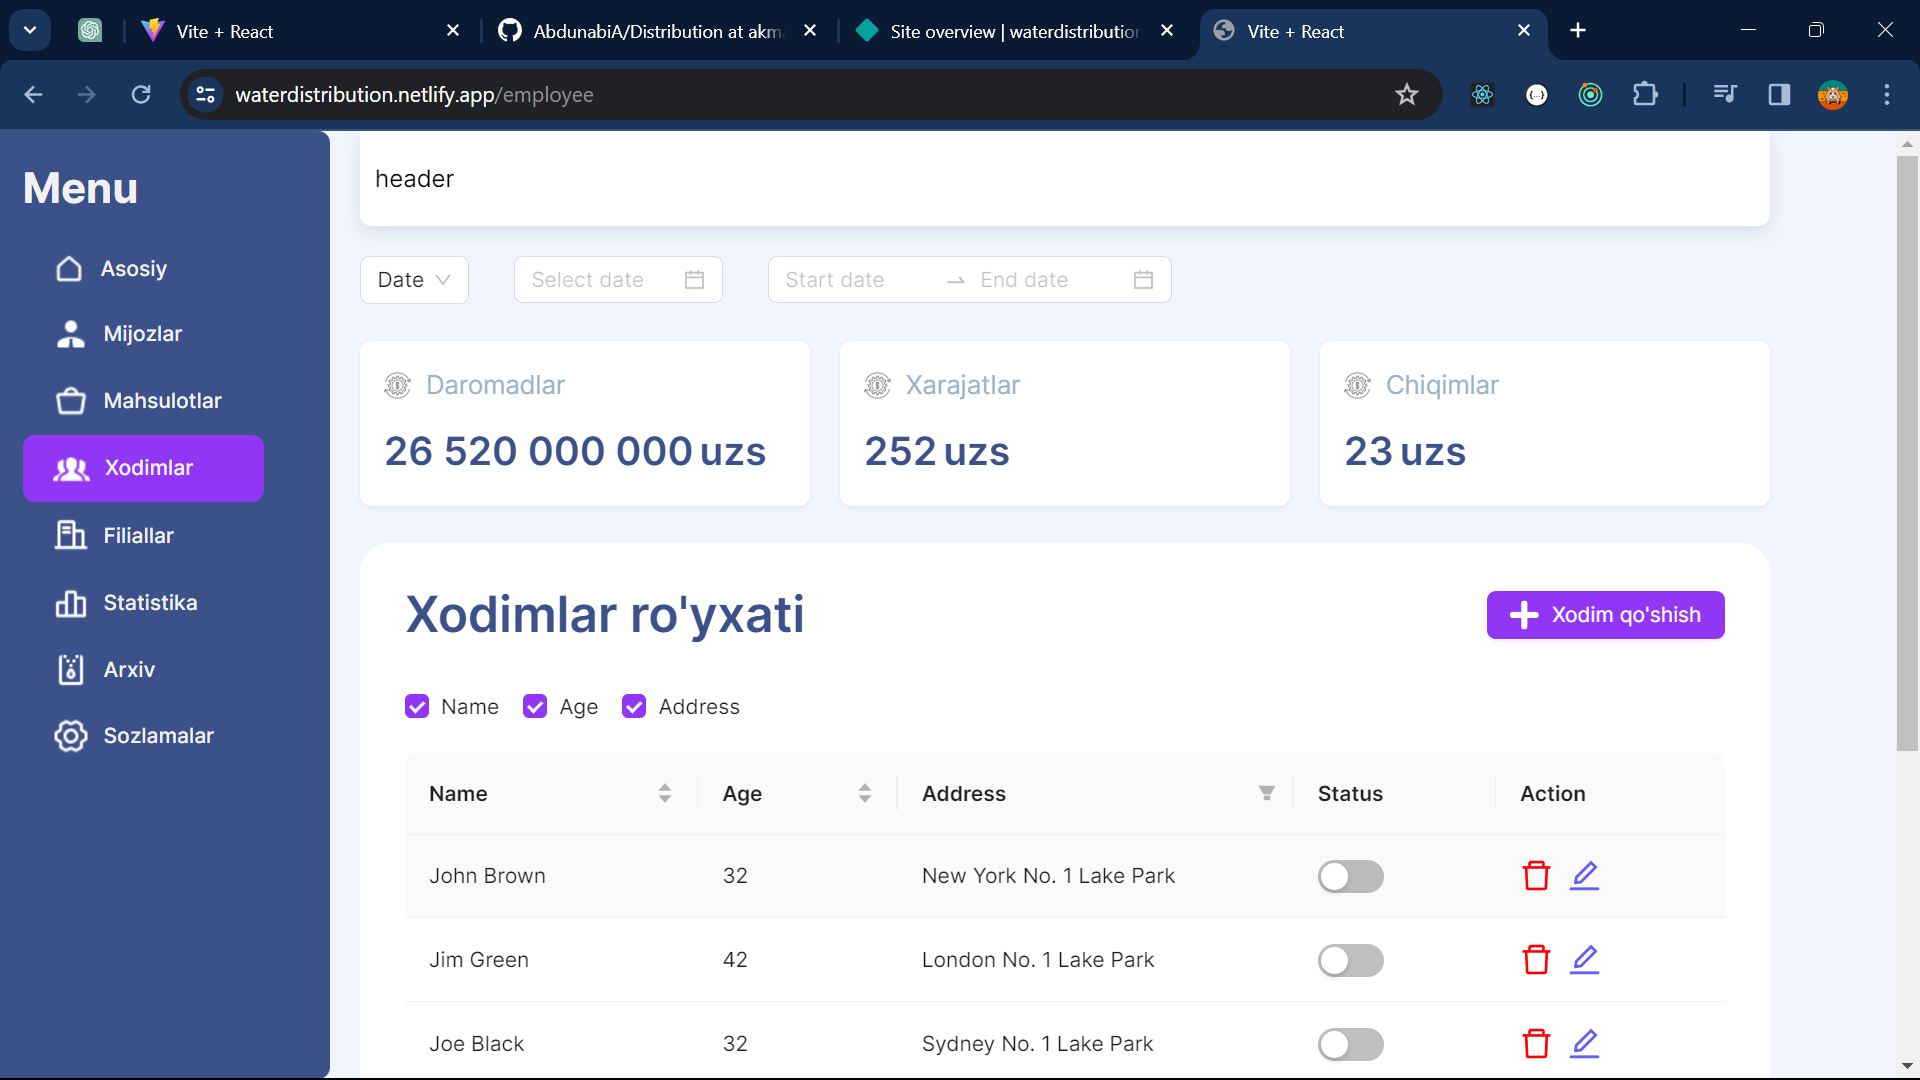 Vite + React
AbdunabiA/Distribution at akma
Site overview | waterdistribution
Vite + React
waterdistribution.netlify.app/employee
Menu
Asosiy
Mijozlar
Mahsulotlar
Xodimlar
Filiallar
Statistika
Arxiv
Sozlamalar
header
Date
Select date
Start date
End date
Daromadlar
26 520 000 000 uzs
Xarajatlar
252 uzs
Chiqimlar
23 uzs
Xodimlar ro'yxati
Xodim qo'shish
Name Age Address
Name Age Address Status Action
John Brown 32 New York No. 1 Lake Park
Jim Green 42 London No. 1 Lake Park
Joe Black 32 Sydney No. 1 Lake Park